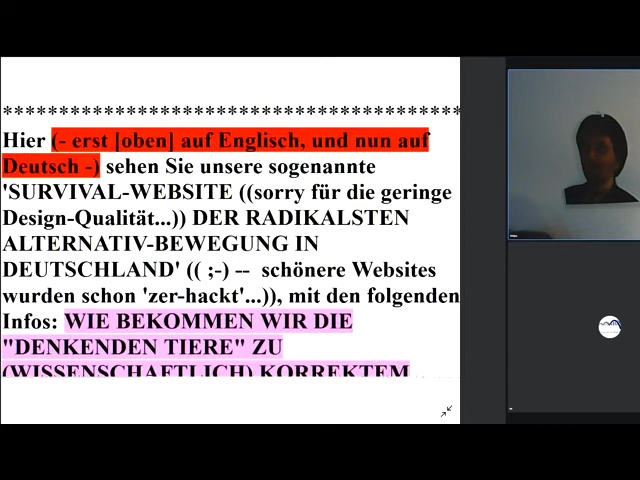 ******************************************
Hier (- erst [oben] auf Englisch, und nun auf
Deutsch -) sehen Sie unsere sogenannte
'SURVIVAL-WEBSITE ((sorry für die geringe
Design-Qualität...)) DER RADIKALSTEN
ALTERNATIV-BEWEGUNG IN
DEUTSCHLAND' (( ;-) -- schönere Websites
wurden schon 'zer-hackt'...)), mit den folgenden
Infos: WIE BEKOMMEN WIR DIE
"DENKENDEN TIERE" ZU
(WISSENSCHAFTLICH) KORREKTEM